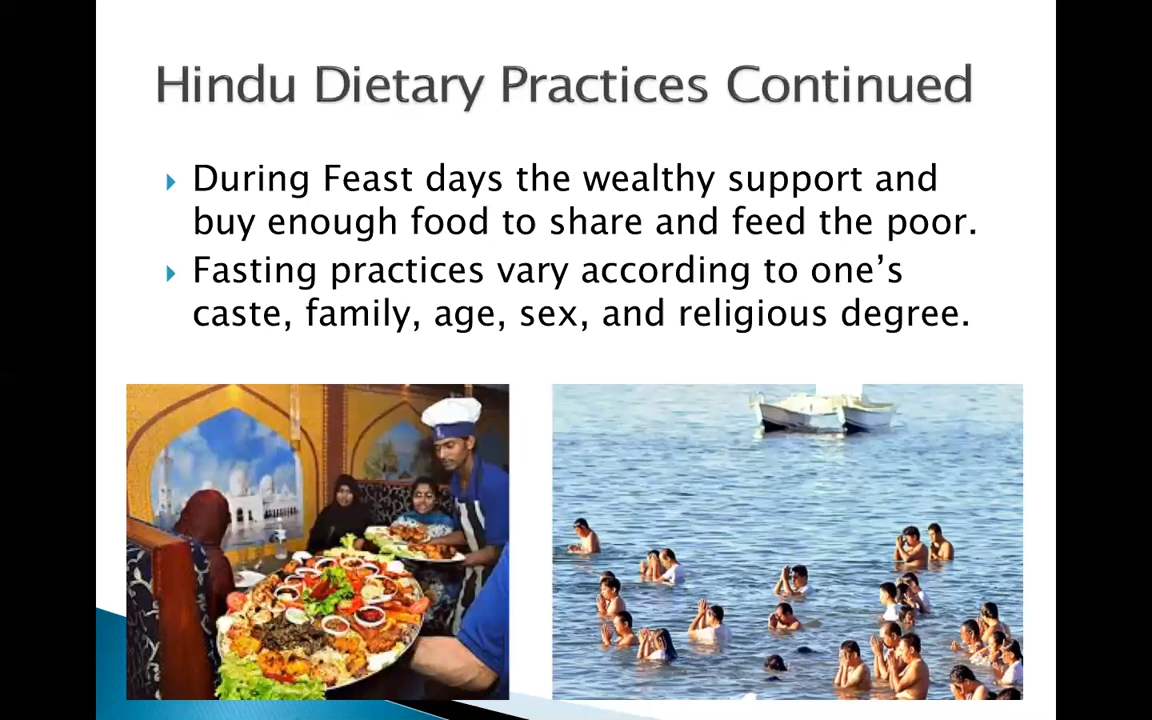 Hindu Dietary Practices Continued
During Feast days the wealthy support and
buy enough food to share and feed the poor.
Fasting practices vary according to one’s
caste, family, age, sex, and religious degree.